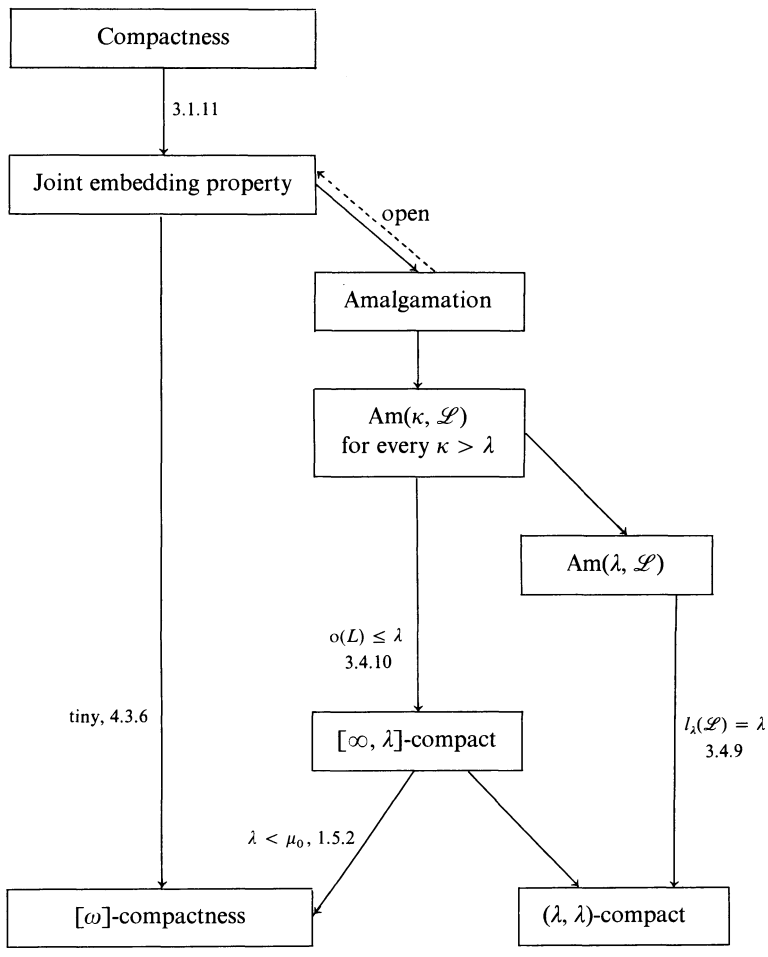 Compactness
3.1.11
Joint embedding property
open
Amalgamation
Am(κ, ℒ)
for every κ > λ
Am(λ, ℒ)
o(L) ≤ λ
3.4.10
tiny, 4.3.6
[∞, λ]-compact
l_λ(ℒ) = λ
3.4.9
λ < μ₀, 1.5.2
[ω]-compactness
(λ, λ)-compact